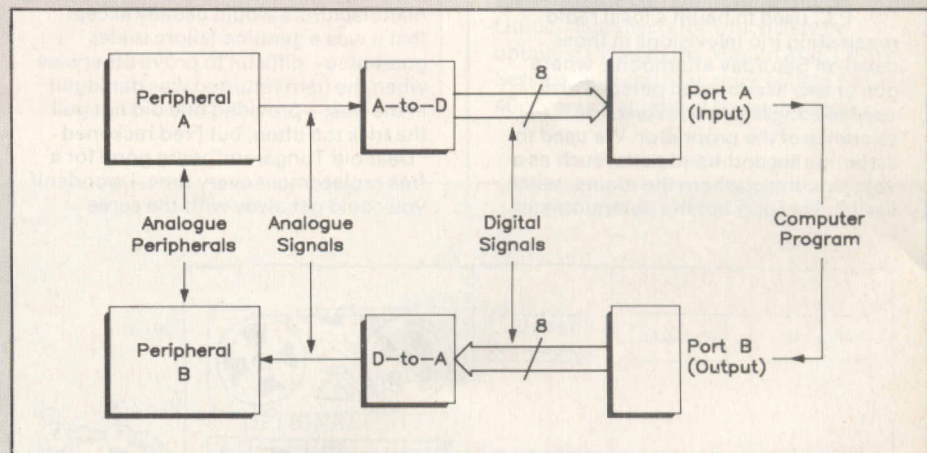 Peripheral
A
A-to-D
8
Port A
(Input)
Analogue
Peripherals
Analogue
Signals
Digital
Signals
Computer
Program
Peripheral
B
D-to-A
8
Port B
(Output)